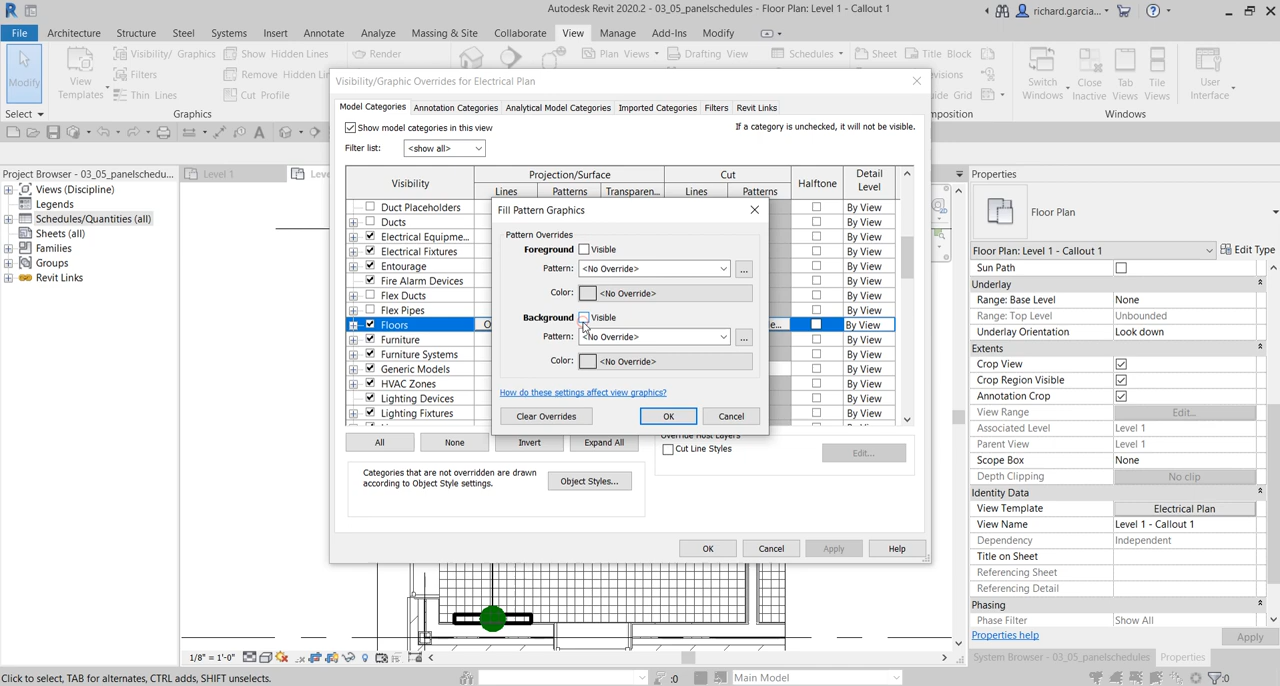 Autodesk Revit 2020.2 - 03_05_panelschedules - Floor Plan: Level 1 - Callout 1
richard.garcia...
File Architecture Structure Steel Systems Insert Annotate Analyze Massing & Site Collaborate View Manage Add-Ins Modify
Modify
View
Templates
Visibility/ Graphics
Filters
Thin Lines
Show Hidden Lines
Remove Hidden Lin
Cut Profile
Render
Plan Views
Drafting View
Schedules
Sheet
Title Block
evisions
uide Grid
Switch
Windows
Close
Inactive
Tab
Views
Tile
Views
User
Interface
Select
Graphics
mposition
Windows
Project Browser - 03_05_panelschedu...
Views (Discipline)
Legends
Schedules/Quantities (all)
Sheets (all)
Families
Groups
Revit Links
Level 1
Leve
Visibility/Graphic Overrides for Electrical Plan
Model Categories Annotation Categories Analytical Model Categories Imported Categories Filters Revit Links
Show model categories in this view
If a category is unchecked, it will not be visible.
Filter list: <show all>
Visibility
Projection/Surface
Cut
Halftone
Detail
Level
Lines Patterns Transparen... Lines Patterns
Duct Placeholders By View
Ducts By View
Electrical Equipme... By View
Electrical Fixtures By View
Entourage By View
Fire Alarm Devices By View
Flex Ducts By View
Flex Pipes By View
Floors O e... By View
Furniture By View
Furniture Systems By View
Generic Models By View
HVAC Zones By View
Lighting Devices By View
Lighting Fixtures By View
Fill Pattern Graphics
Pattern Overrides
Foreground Visible
Pattern: <No Override> ...
Color: <No Override>
Background Visible
Pattern: <No Override> ...
Color: <No Override>
How do these settings affect view graphics?
Clear Overrides OK Cancel
All None Invert Expand All
Override Host Layers
Cut Line Styles Edit...
Categories that are not overridden are drawn
according to Object Style settings.
Object Styles...
OK Cancel Apply Help
Properties
Floor Plan
Floor Plan: Level 1 - Callout 1 Edit Type
Sun Path
Underlay
Range: Base Level None
Range: Top Level Unbounded
Underlay Orientation Look down
Extents
Crop View
Crop Region Visible
Annotation Crop
View Range Edit...
Associated Level Level 1
Parent View Level 1
Scope Box None
Depth Clipping No clip
Identity Data
View Template Electrical Plan
View Name Level 1 - Callout 1
Dependency Independent
Title on Sheet
Referencing Sheet
Referencing Detail
Phasing
Phase Filter Show All
Properties help Apply
System Browser - 03_05_panelschedules Properties
1/8" = 1'-0"
Click to select, TAB for alternates, CTRL adds, SHIFT unselects.
:0
Main Model
:0